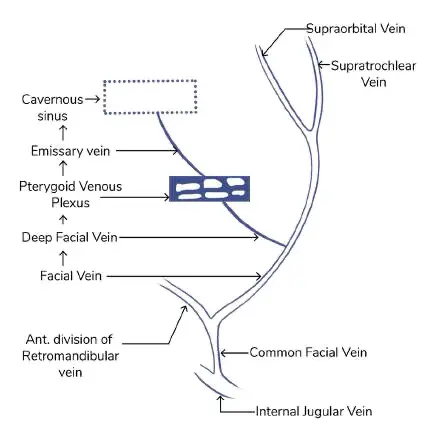 Supraorbital Vein
Supratrochlear
Vein
Cavernous
sinus
Emissary vein
Pterygoid Venous
Plexus
Deep Facial Vein
Facial Vein
Ant. division of
Retromandibular
vein
Common Facial Vein
Internal Jugular Vein